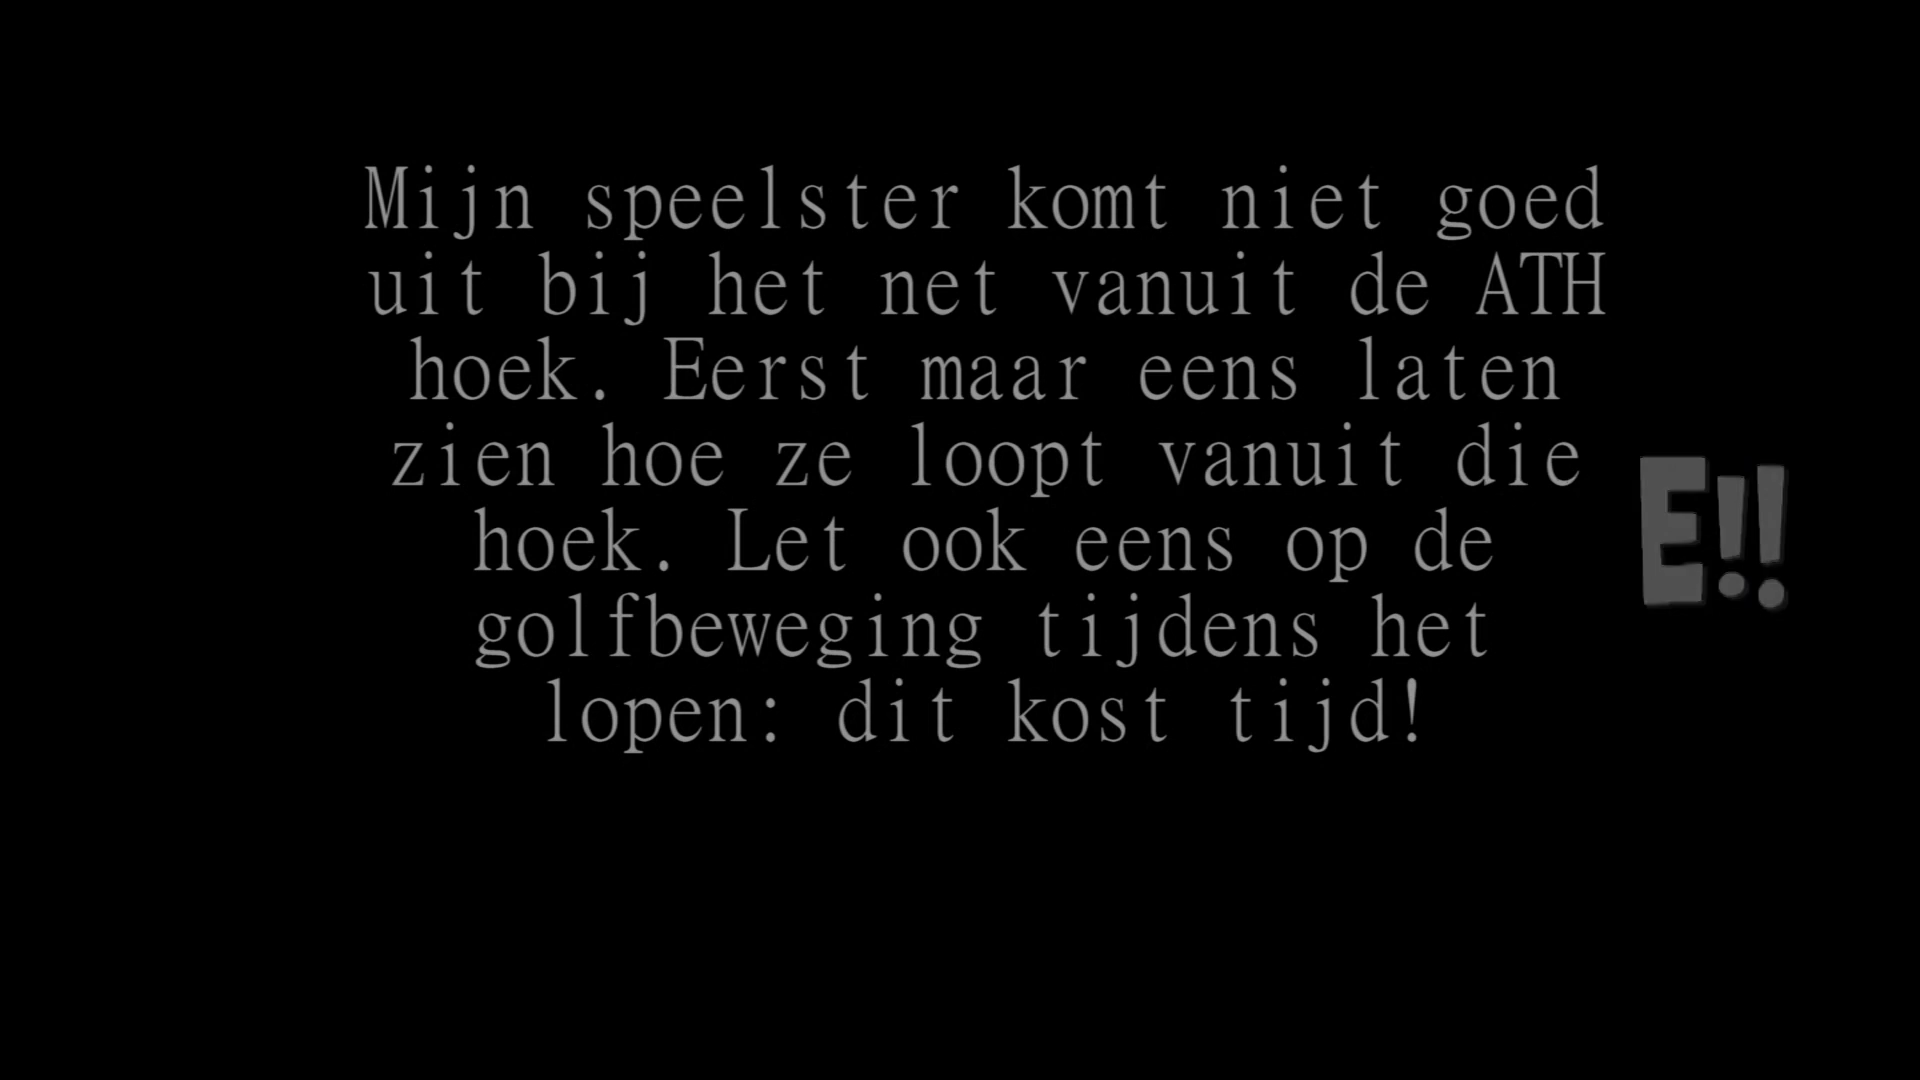 Mijn speelster komt niet goed
uit bij het net vanuit de ATH
hoek. Eerst maar eens laten
zien hoe ze loopt vanuit die
hoek. Let ook eens op de
golfbeweging tijdens het
lopen: dit kost tijd!
E!!